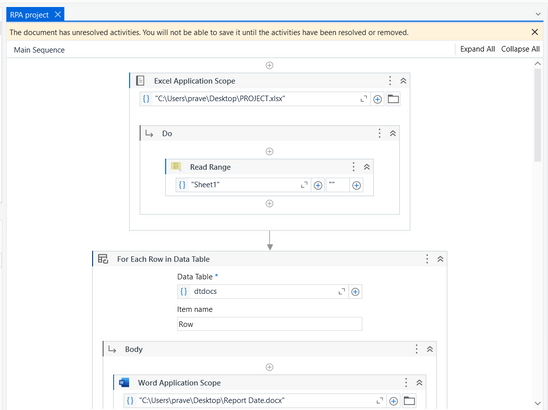 RPA project
The document has unresolved activities. You will not be able to save it until the activities have been resolved or removed.
Main Sequence
Expand All Collapse All
Excel Application Scope
"C:\Users\prave\Desktop\PROJECT.xlsx"
Do
Read Range
"Sheet1" ""
For Each Row in Data Table
Data Table *
dtdocs
Item name
Row
Body
Word Application Scope
"C:\Users\prave\Desktop\Report Date.docx"